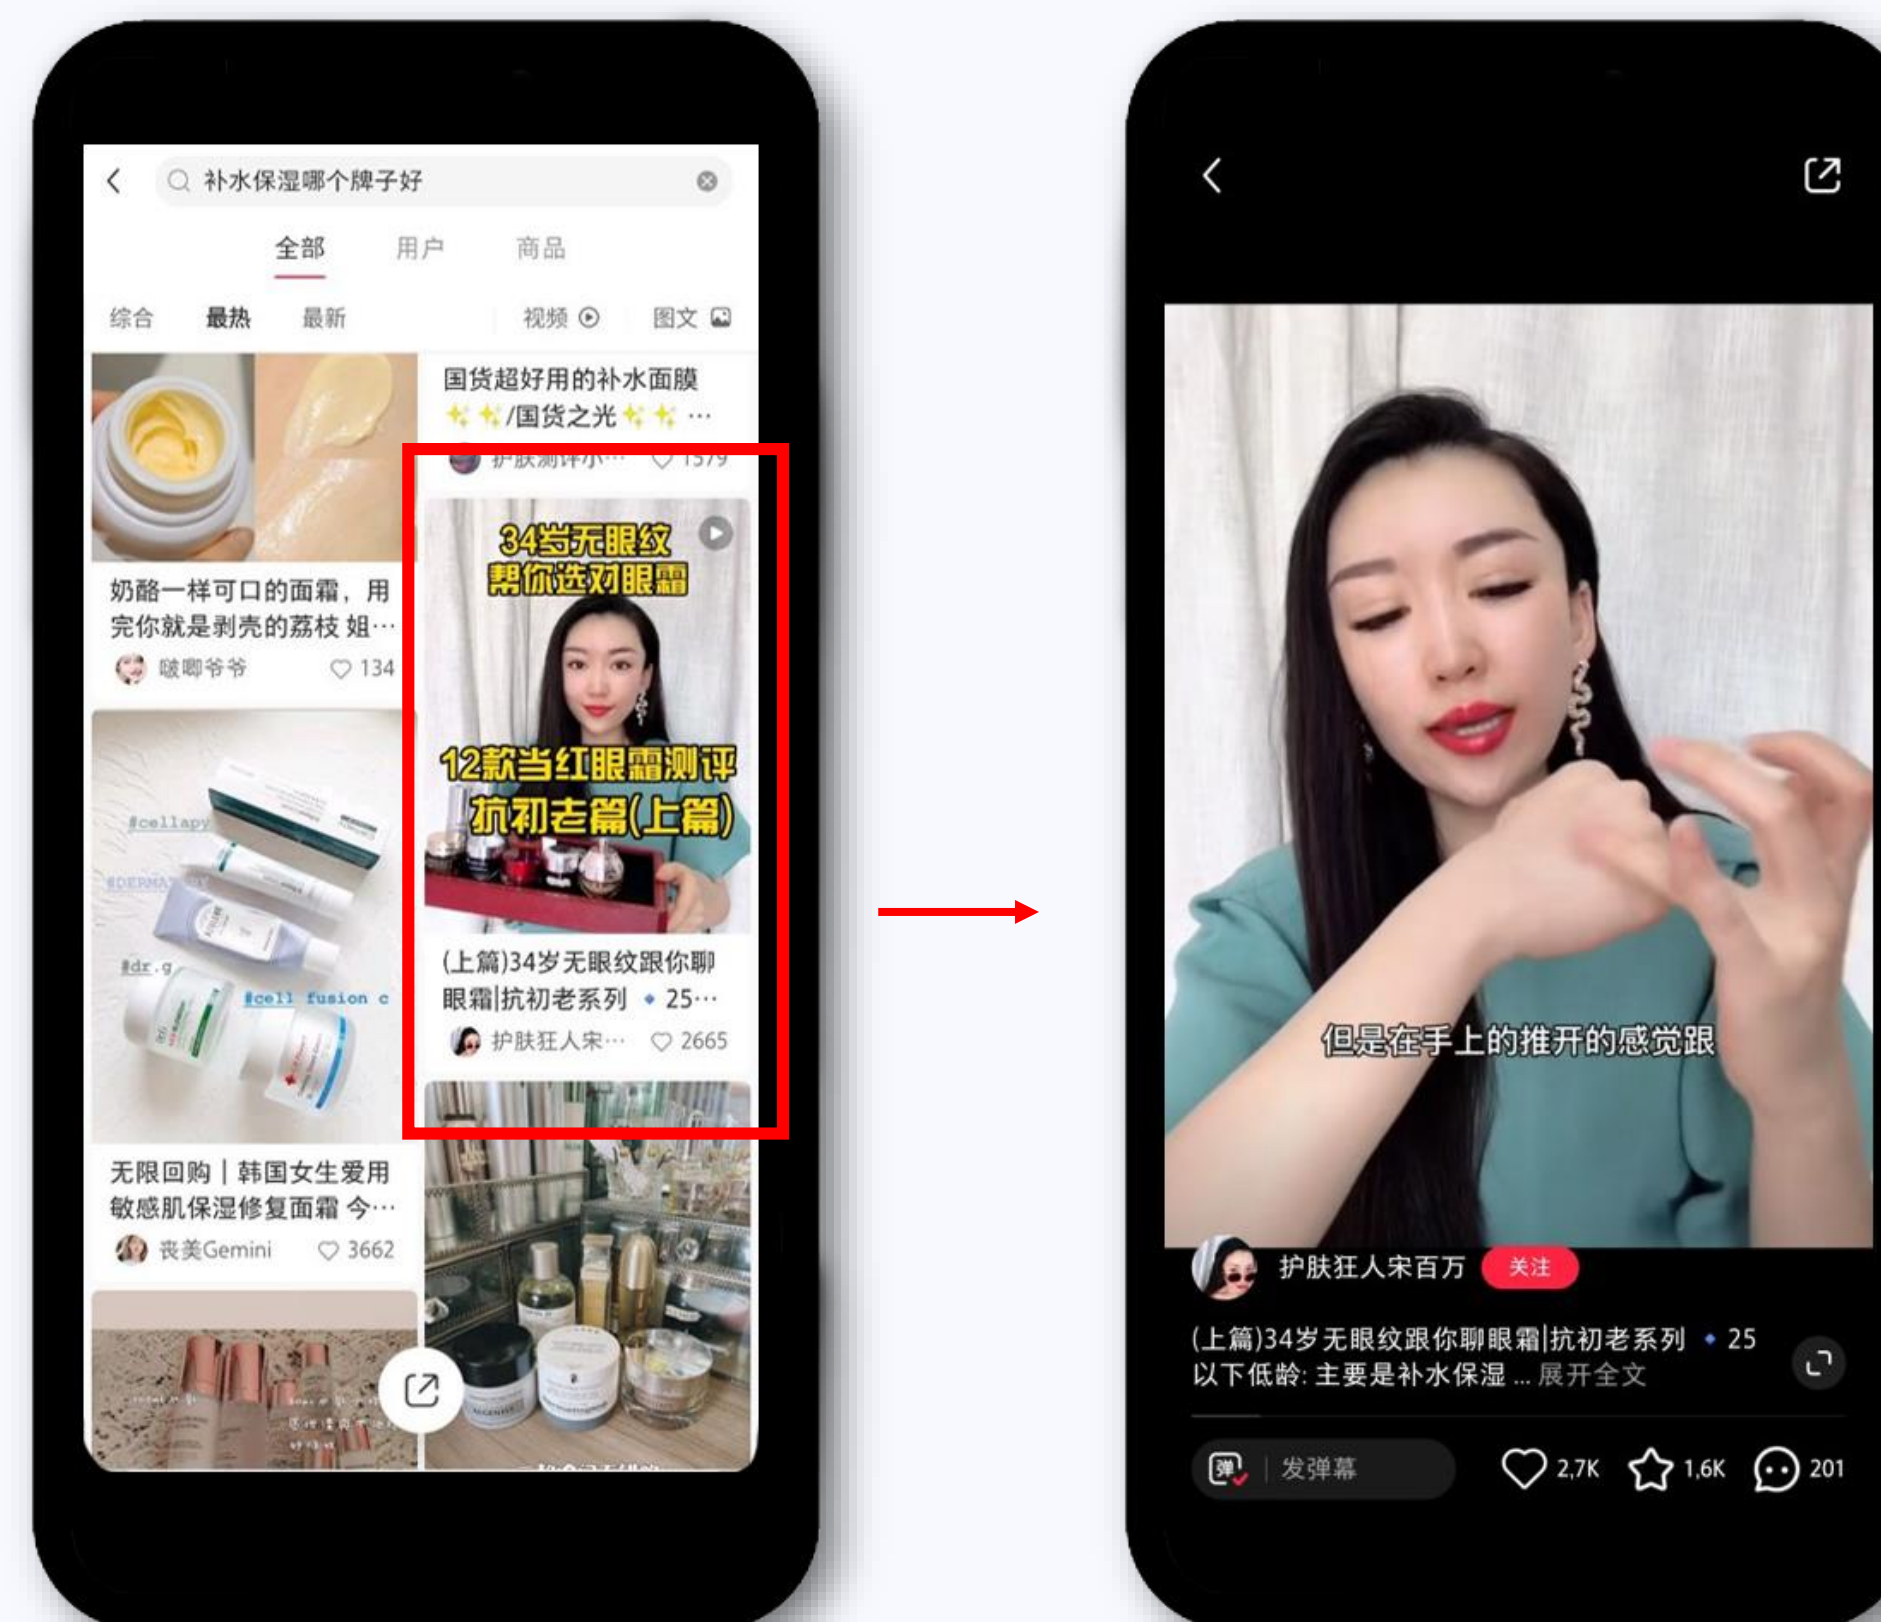 补水保湿哪个牌子好
全部 用户 商品
综合 最热 最新 视频 图文
奶酪一样可口的面霜，用
完你就是剥壳的荔枝 姐…
啵唧爷爷 134
#cellapy
#dr.g
#cell fusion c
无限回购｜韩国女生爱用
敏感肌保湿修复面霜 今…
丧美Gemini 3662
国货超好用的补水面膜
✨✨/国货之光✨✨ …
护肤测评小… 1579
34岁无眼纹
帮你选对眼霜
12款当红眼霜测评
抗初老篇(上篇)
(上篇)34岁无眼纹跟你聊
眼霜|抗初老系列 🔹 25…
护肤狂人宋… 2665
但是在手上的推开的感觉跟
护肤狂人宋百万 关注
(上篇)34岁无眼纹跟你聊眼霜|抗初老系列 🔹 25
以下低龄: 主要是补水保湿 ... 展开全文
弹 发弹幕 2,7K 1,6K 201